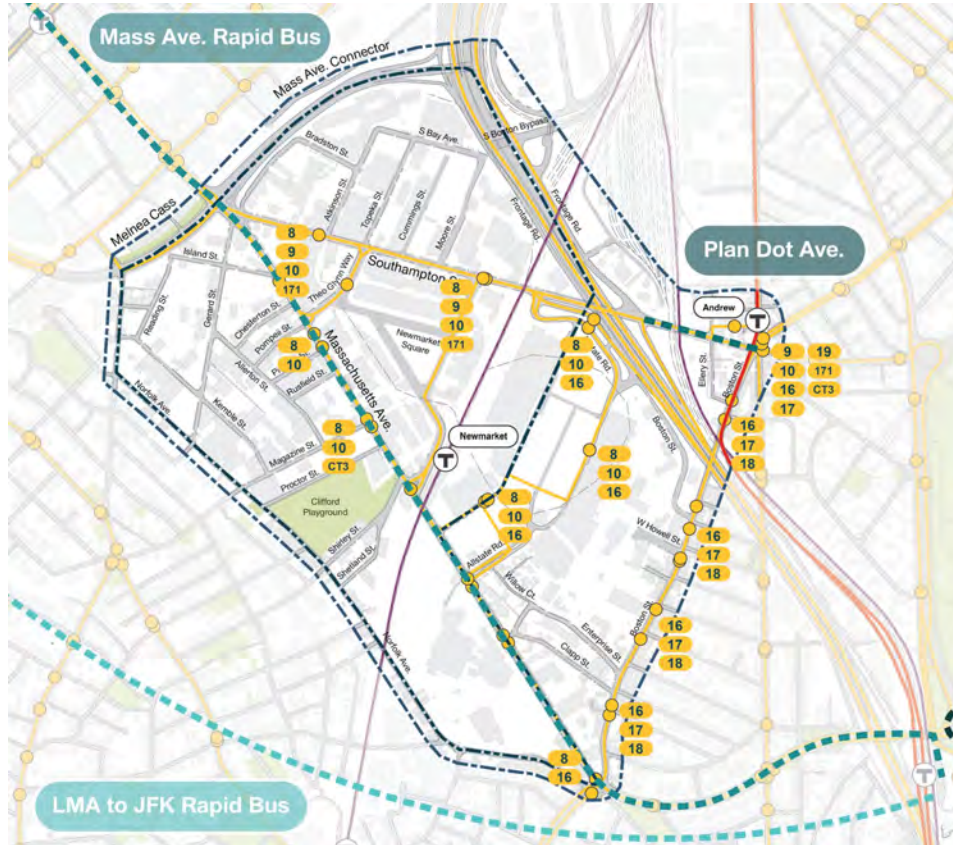 T
Mass Ave. Rapid Bus
Mass Ave. Connector
S Bay Ave.
S Boston Bypass
Bradston St.
Atkinson St.
Topeka St.
Cummings St.
Moore St.
Frontage Rd.
Frontage Rd.
Melnea Cass
Island St.
8
9
10
171
Southampton
Theo Glynn Way
8
9
10
171
Plan Dot Ave.
Andrew
T
Reading St.
Gerard St.
Chesterton St.
Pompeii St.
Newmarket
Square
8
10
16
Ellery St.
Boston St.
9
19
10
171
16
CT3
17
8
10
Allerton St.
Rusfield St.
Massachusetts Ave.
Norfolk Ave.
Kemble St.
Magazine St.
8
10
CT3
Proctor St.
Newmarket
T
Boston St.
16
17
18
8
10
16
Clifford
Playground
8
10
16
Shirley St.
Shetland St.
Allstate Rd.
W Howell St.
16
17
18
Willow Ct.
Enterprise St.
Clapp St.
Boston St.
16
17
18
Norfolk Ave.
16
17
18
8
16
T
LMA to JFK Rapid Bus